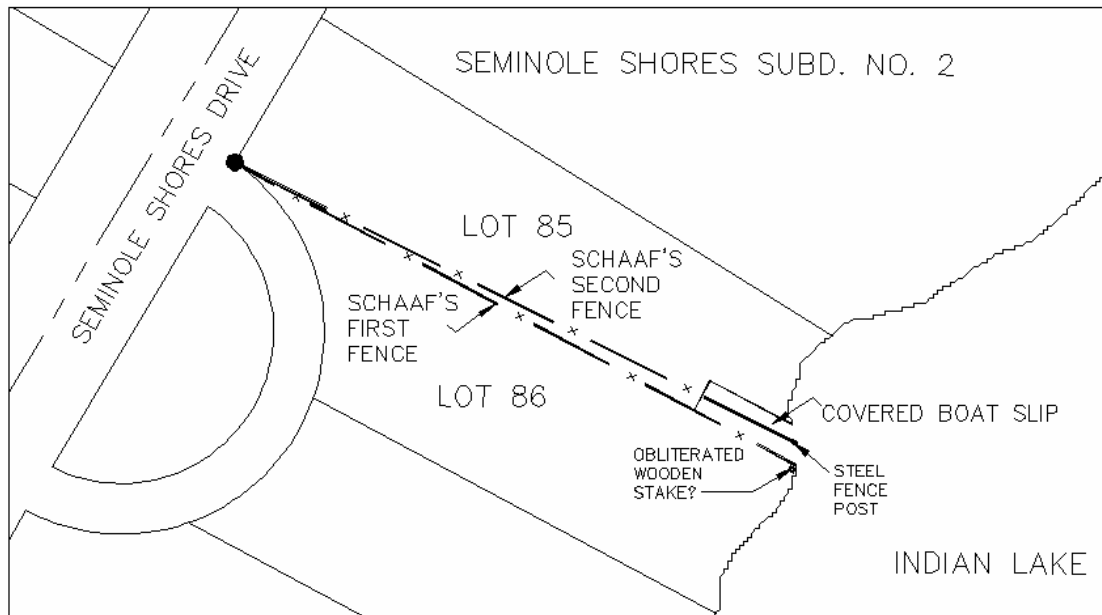 SEMINOLE SHORES SUBD. NO. 2
SEMINOLE SHORES DRIVE
LOT 85
SCHAAF'S
SECOND
FENCE
SCHAAF'S
FIRST
FENCE
LOT 86
COVERED BOAT SLIP
OBLITERATED
WOODEN
STAKE?
STEEL
FENCE
POST
INDIAN LAKE